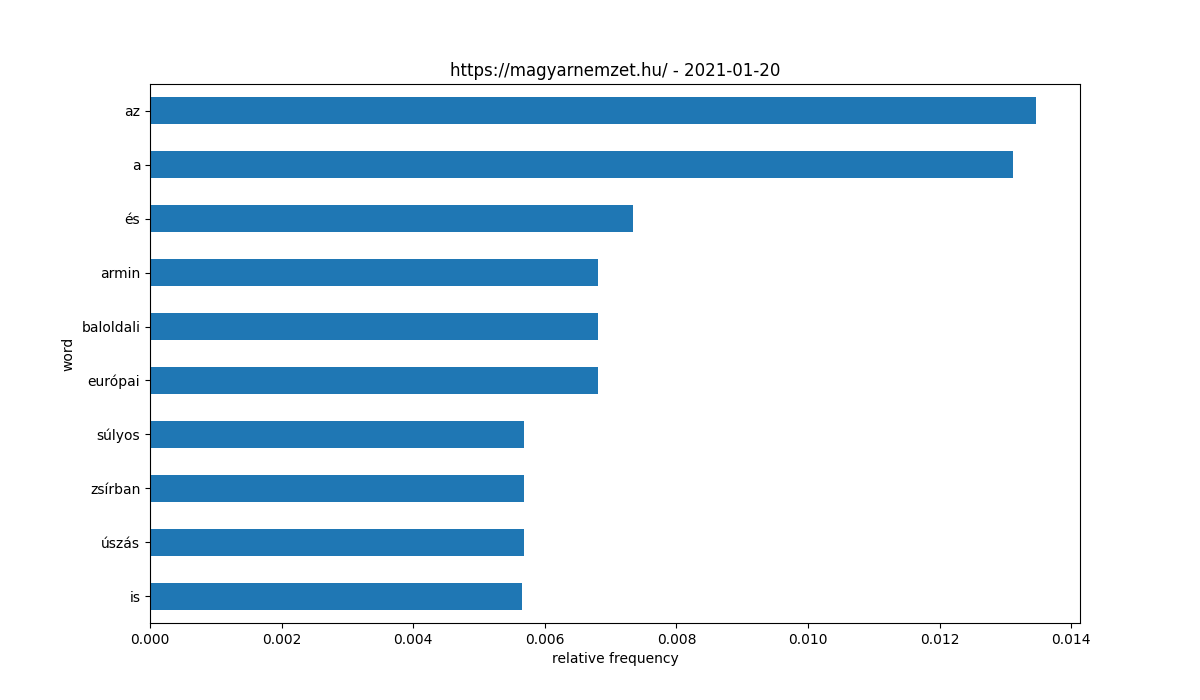 https://magyarnemzet.hu/ - 2021-01-20
az
a
és
armin
baloldali
európai
súlyos
zsírban
úszás
is
word
0.000 0.002 0.004 0.006 0.008 0.010 0.012 0.014
relative frequency